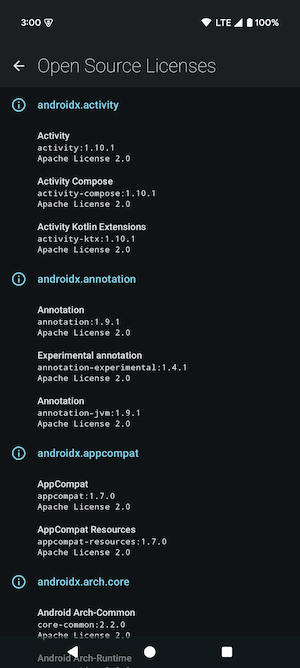 3:00 LTE 100%
Open Source Licenses
androidx.activity
Activity
activity:1.10.1
Apache License 2.0
Activity Compose
activity-compose:1.10.1
Apache License 2.0
Activity Kotlin Extensions
activity-ktx:1.10.1
Apache License 2.0
androidx.annotation
Annotation
annotation:1.9.1
Apache License 2.0
Experimental annotation
annotation-experimental:1.4.1
Apache License 2.0
Annotation
annotation-jvm:1.9.1
Apache License 2.0
androidx.appcompat
AppCompat
appcompat:1.7.0
Apache License 2.0
AppCompat Resources
appcompat-resources:1.7.0
Apache License 2.0
androidx.arch.core
Android Arch-Common
core-common:2.2.0
Apache License 2.0
Android Arch-Runtime